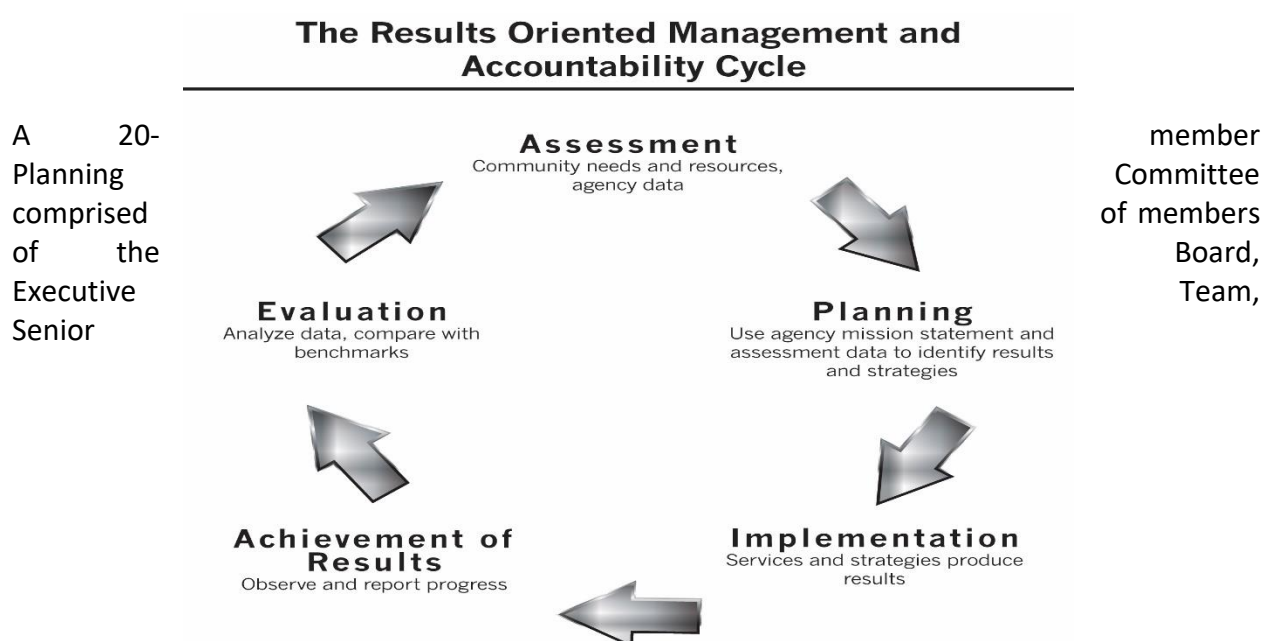 The Results Oriented Management and
Accountability Cycle
A 20- member
Planning Committee
comprised of members
of the Board,
Executive Team,
Senior
Assessment
Community needs and resources,
agency data
Planning
Use agency mission statement and
assessment data to identify results
and strategies
Implementation
Services and strategies produce
results
Achievement of
Results
Observe and report progress
Evaluation
Analyze data, compare with
benchmarks